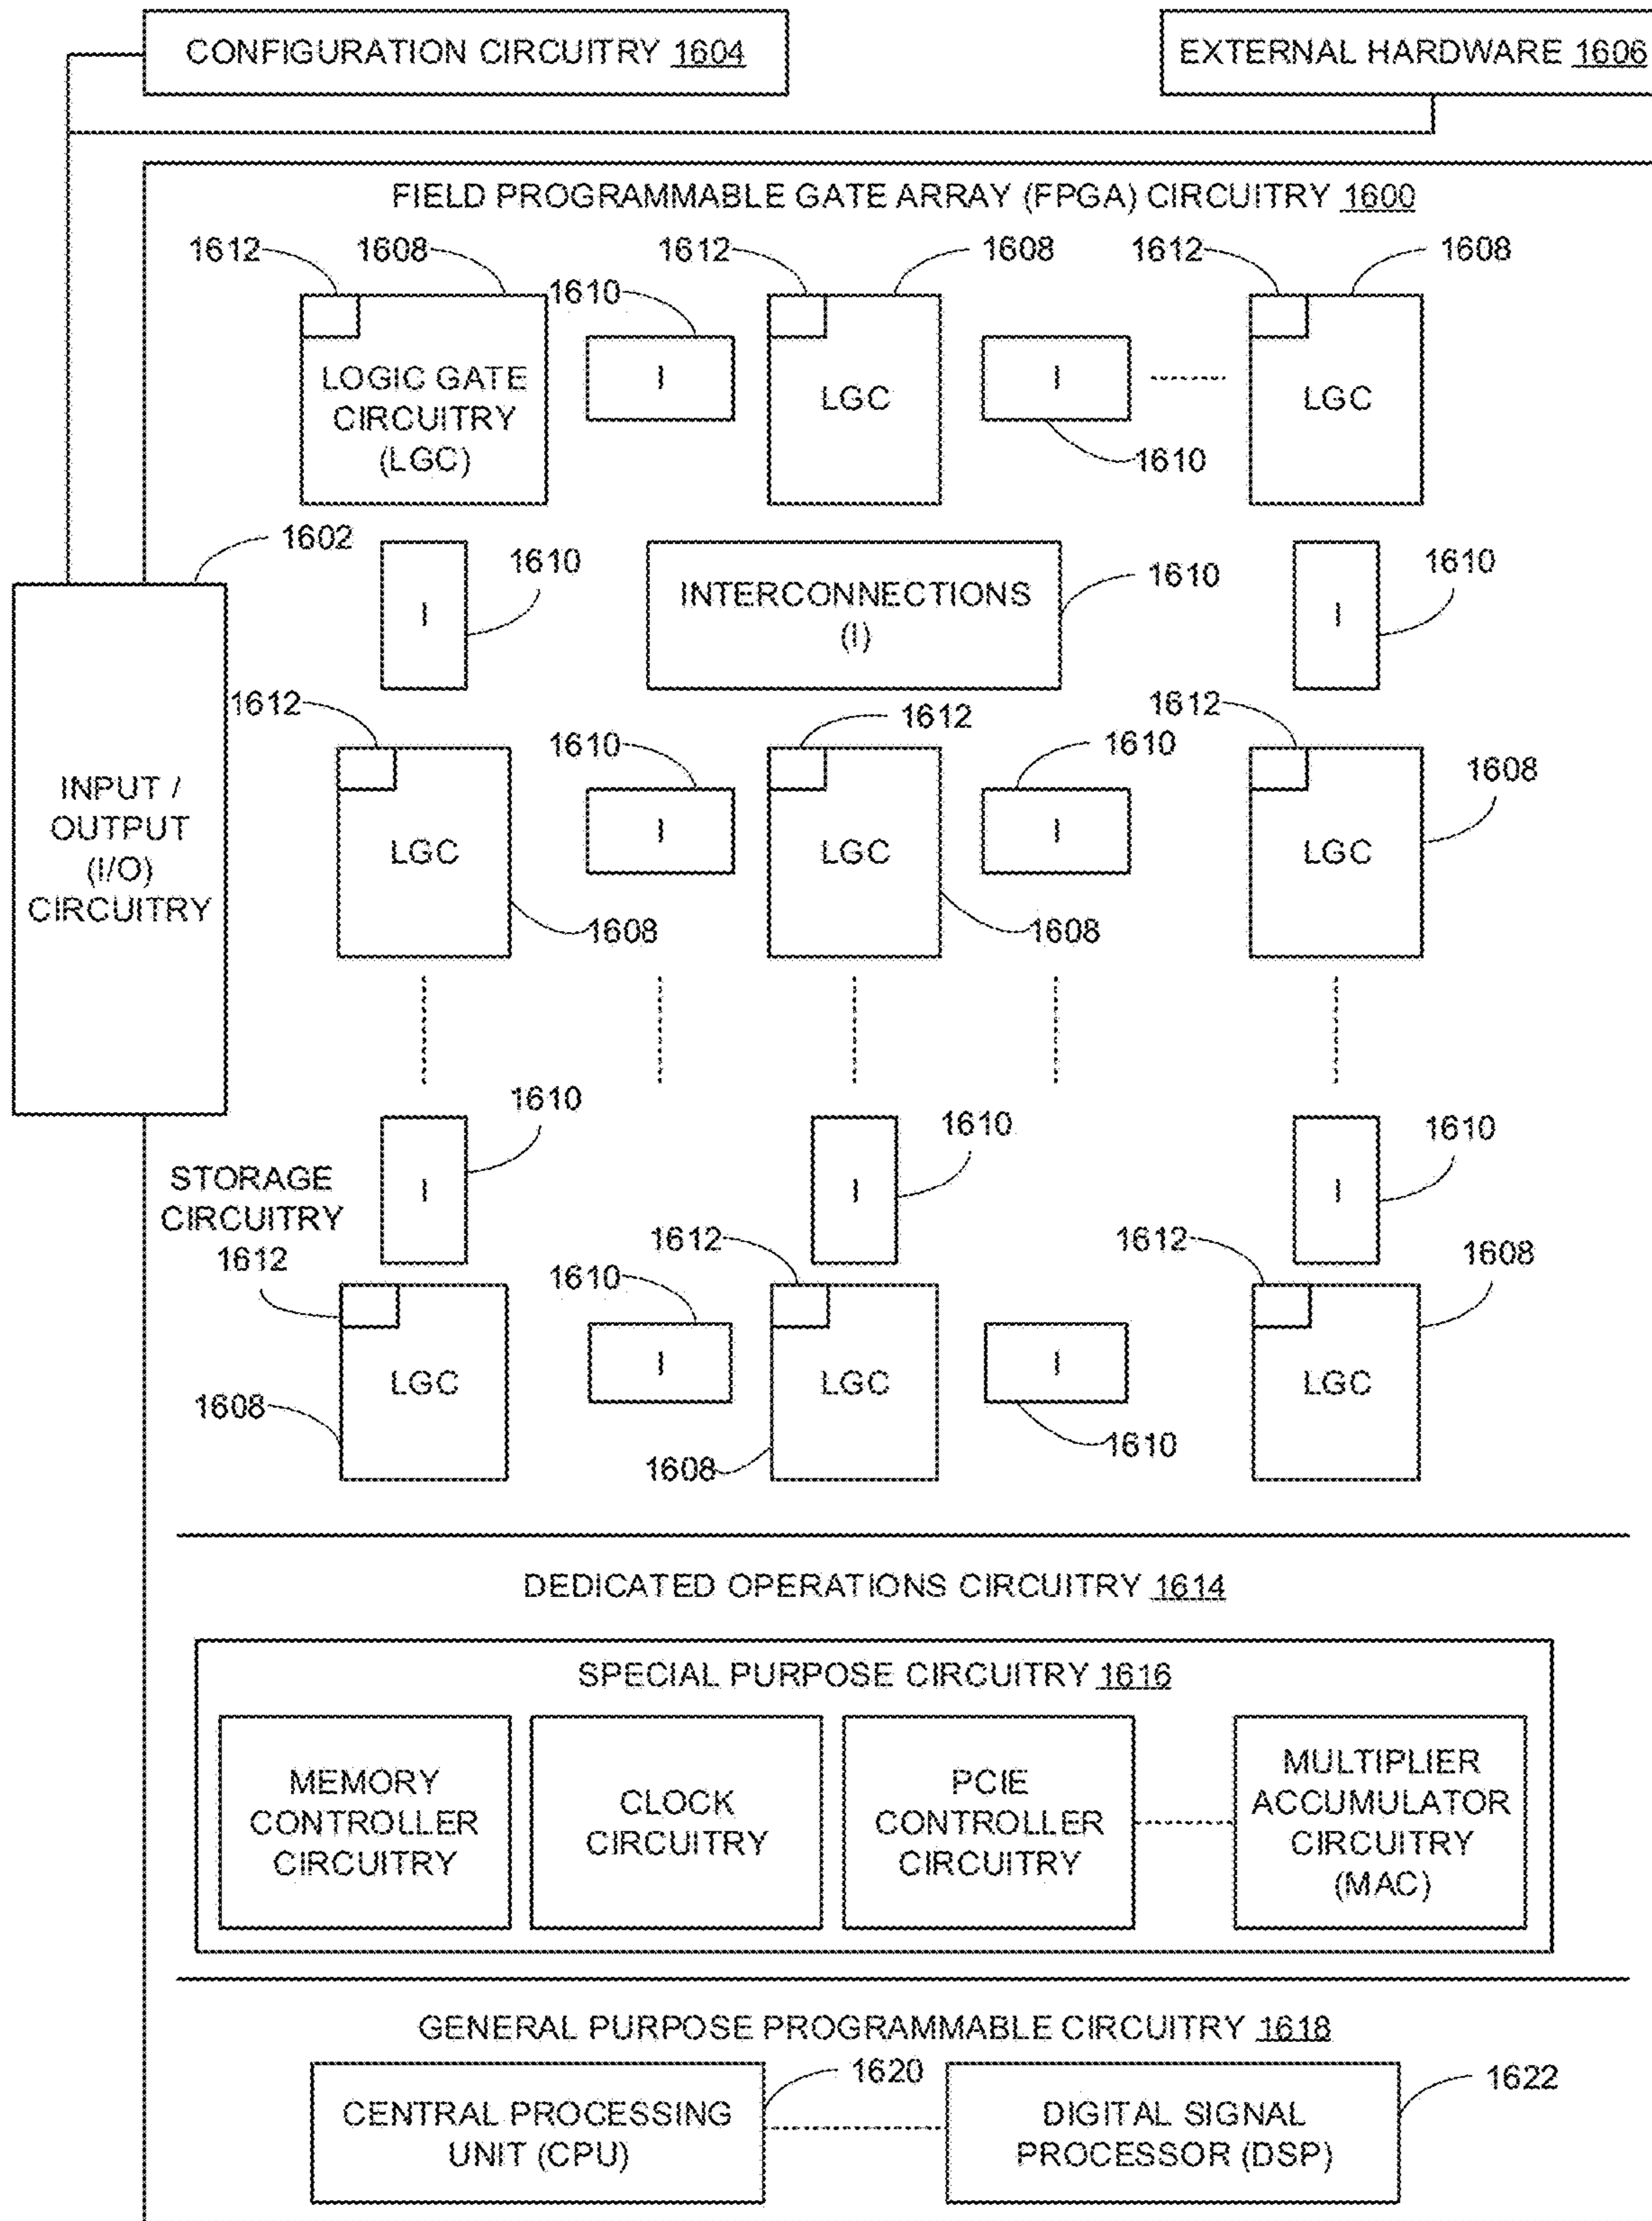 CONFIGURATION CIRCUITRY 1604
EXTERNAL HARDWARE 1606
FIELD PROGRAMMABLE GATE ARRAY (FPGA) CIRCUITRY 1600
1612 1608 1612 1608 1612 1608
1610
LOGIC GATE
CIRCUITRY
(LGC)
I
LGC
I
LGC
1610
1602
1610
1610
1610
I
INTERCONNECTIONS
(I)
I
1612
1612
1612
1610
1610
1608
INPUT /
OUTPUT
(I/O)
CIRCUITRY
LGC
I
LGC
I
LGC
1608
1608
1610
1610
1610
I
I
I
STORAGE
CIRCUITRY
1612
1612
1612
1608
1610
LGC
I
LGC
I
LGC
1608
1608
1610
DEDICATED OPERATIONS CIRCUITRY 1614
SPECIAL PURPOSE CIRCUITRY 1616
MEMORY
CONTROLLER
CIRCUITRY
CLOCK
CIRCUITRY
PCIE
CONTROLLER
CIRCUITRY
MULTIPLIER
ACCUMULATOR
CIRCUITRY
(MAC)
GENERAL PURPOSE PROGRAMMABLE CIRCUITRY 1618
1620
1622
CENTRAL PROCESSING
UNIT (CPU)
DIGITAL SIGNAL
PROCESSOR (DSP)